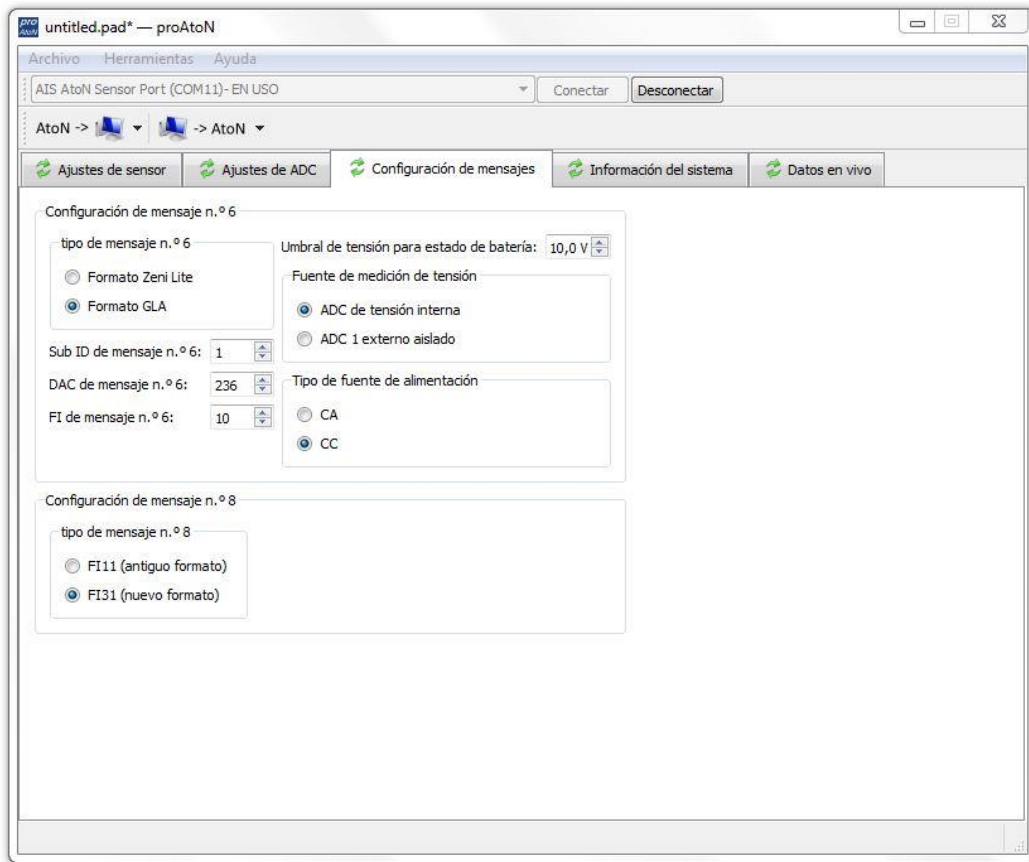 pro
AtoN
untitled.pad* — proAtoN
Archivo Herramientas Ayuda
AIS AtoN Sensor Port (COM11)- EN USO
Conectar
Desconectar
AtoN ->
-> AtoN
Ajustes de sensor
Ajustes de ADC
Configuración de mensajes
Información del sistema
Datos en vivo
Configuración de mensaje n.º 6
tipo de mensaje n.º 6
Formato Zeni Lite
Formato GLA
Sub ID de mensaje n.º 6: 1
DAC de mensaje n.º 6: 236
FI de mensaje n.º 6: 10
Umbral de tensión para estado de batería: 10,0 V
Fuente de medición de tensión
ADC de tensión interna
ADC 1 externo aislado
Tipo de fuente de alimentación
CA
CC
Configuración de mensaje n.º 8
tipo de mensaje n.º 8
FI11 (antiguo formato)
FI31 (nuevo formato)